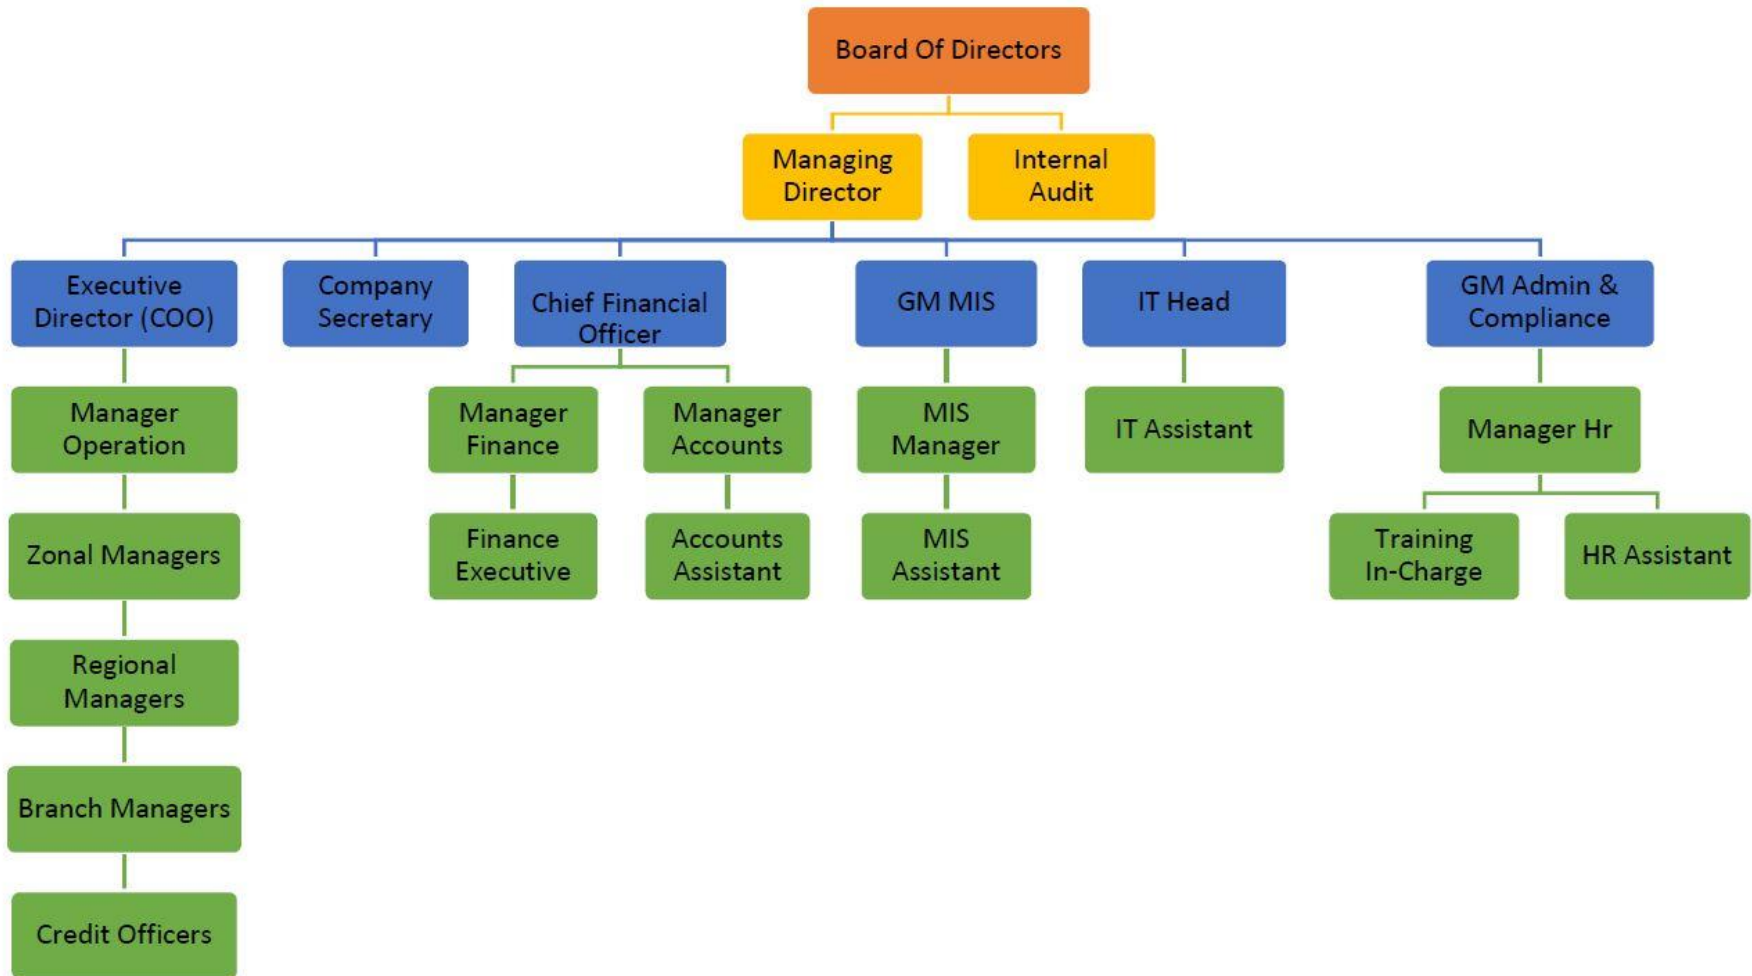 Board Of Directors
Managing
Director
Internal
Audit
Executive
Director (COO)
Company
Secretary
Chief Financial
Officer
GM MIS
IT Head
GM Admin &
Compliance
Manager
Operation
Manager
Finance
Manager
Accounts
MIS
Manager
IT Assistant
Manager Hr
Zonal Managers
Finance
Executive
Accounts
Assistant
MIS
Assistant
Training
In-Charge
HR Assistant
Regional
Managers
Branch Managers
Credit Officers